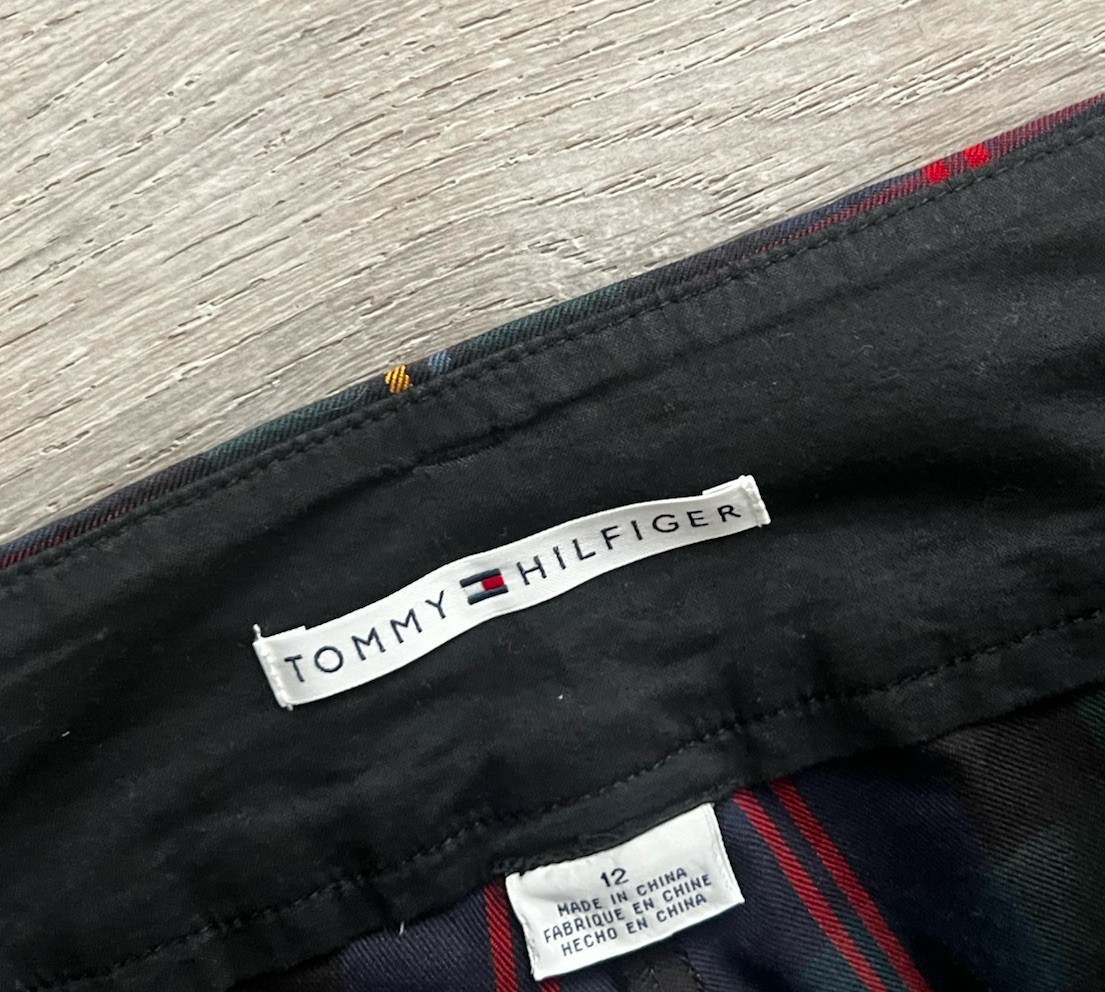 TOMMY HILFIGER
12
MADE IN CHINA
FABRIQUE EN CHINE
HECHO EN CHINA